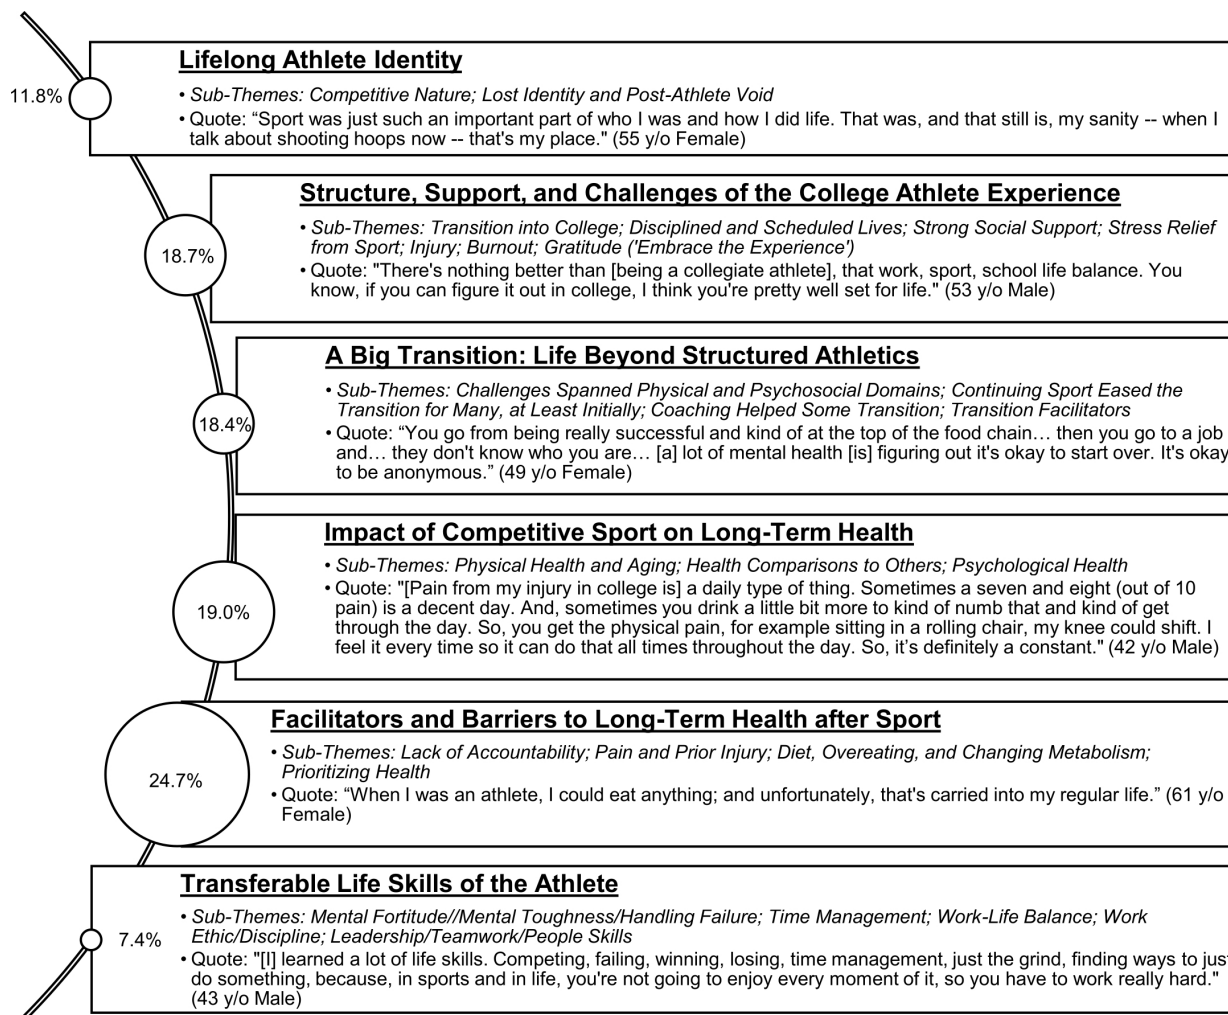 Lifelong Athlete Identity
11.8%
• Sub-Themes: Competitive Nature; Lost Identity and Post-Athlete Void
• Quote: “Sport was just such an important part of who I was and how I did life. That was, and that still is, my sanity -- when I
talk about shooting hoops now -- that's my place." (55 y/o Female)
Structure, Support, and Challenges of the College Athlete Experience
18.7%
• Sub-Themes: Transition into College; Disciplined and Scheduled Lives; Strong Social Support; Stress Relief
from Sport; Injury; Burnout; Gratitude ('Embrace the Experience')
• Quote: "There's nothing better than [being a collegiate athlete], that work, sport, school life balance. You
know, if you can figure it out in college, I think you're pretty well set for life." (53 y/o Male)
A Big Transition: Life Beyond Structured Athletics
18.4%
• Sub-Themes: Challenges Spanned Physical and Psychosocial Domains; Continuing Sport Eased the
Transition for Many, at Least Initially; Coaching Helped Some Transition; Transition Facilitators
• Quote: “You go from being really successful and kind of at the top of the food chain… then you go to a job
and… they don't know who you are… [a] lot of mental health [is] figuring out it's okay to start over. It's okay
to be anonymous.” (49 y/o Female)
Impact of Competitive Sport on Long-Term Health
19.0%
• Sub-Themes: Physical Health and Aging; Health Comparisons to Others; Psychological Health
• Quote: "[Pain from my injury in college is] a daily type of thing. Sometimes a seven and eight (out of 10
pain) is a decent day. And, sometimes you drink a little bit more to kind of numb that and kind of get
through the day. So, you get the physical pain, for example sitting in a rolling chair, my knee could shift. I
feel it every time so it can do that all times throughout the day. So, it’s definitely a constant." (42 y/o Male)
Facilitators and Barriers to Long-Term Health after Sport
24.7%
• Sub-Themes: Lack of Accountability; Pain and Prior Injury; Diet, Overeating, and Changing Metabolism;
Prioritizing Health
• Quote: “When I was an athlete, I could eat anything; and unfortunately, that's carried into my regular life.” (61 y/o
Female)
Transferable Life Skills of the Athlete
7.4%
• Sub-Themes: Mental Fortitude//Mental Toughness/Handling Failure; Time Management; Work-Life Balance; Work
Ethic/Discipline; Leadership/Teamwork/People Skills
• Quote: "[I] learned a lot of life skills. Competing, failing, winning, losing, time management, just the grind, finding ways to just
do something, because, in sports and in life, you're not going to enjoy every moment of it, so you have to work really hard."
(43 y/o Male)